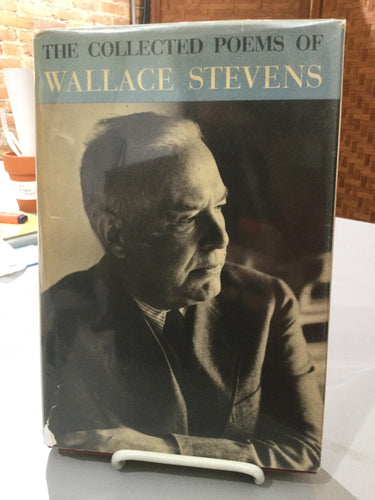 THE COLLECTED POEMS OF
WALLACE STEVENS